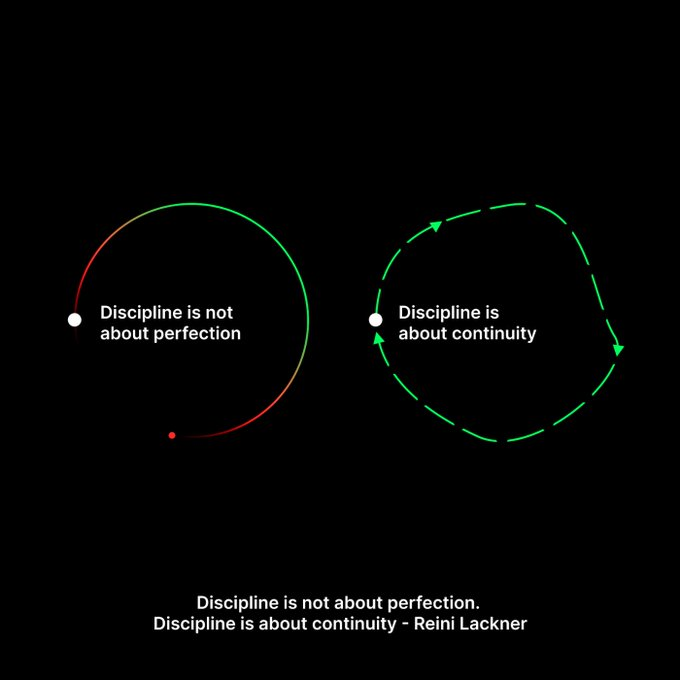 Discipline is not
about perfection
Discipline is
about continuity
Discipline is not about perfection.
Discipline is about continuity - Reini Lackner